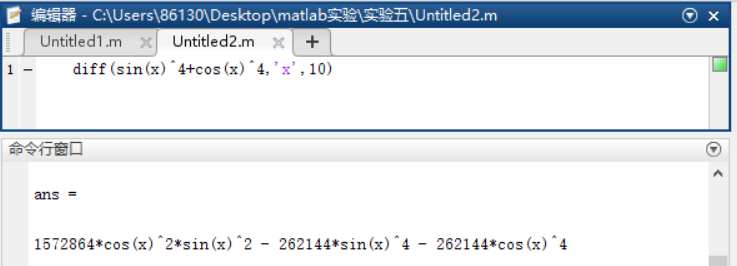 编辑器 - C:\Users\86130\Desktop\matlab实验\实验五\Untitled2.m
Untitled1.m × Untitled2.m × +
1 - diff(sin(x)^4+cos(x)^4,'x',10)
命令行窗口
ans =
1572864*cos(x)^2*sin(x)^2 - 262144*sin(x)^4 - 262144*cos(x)^4